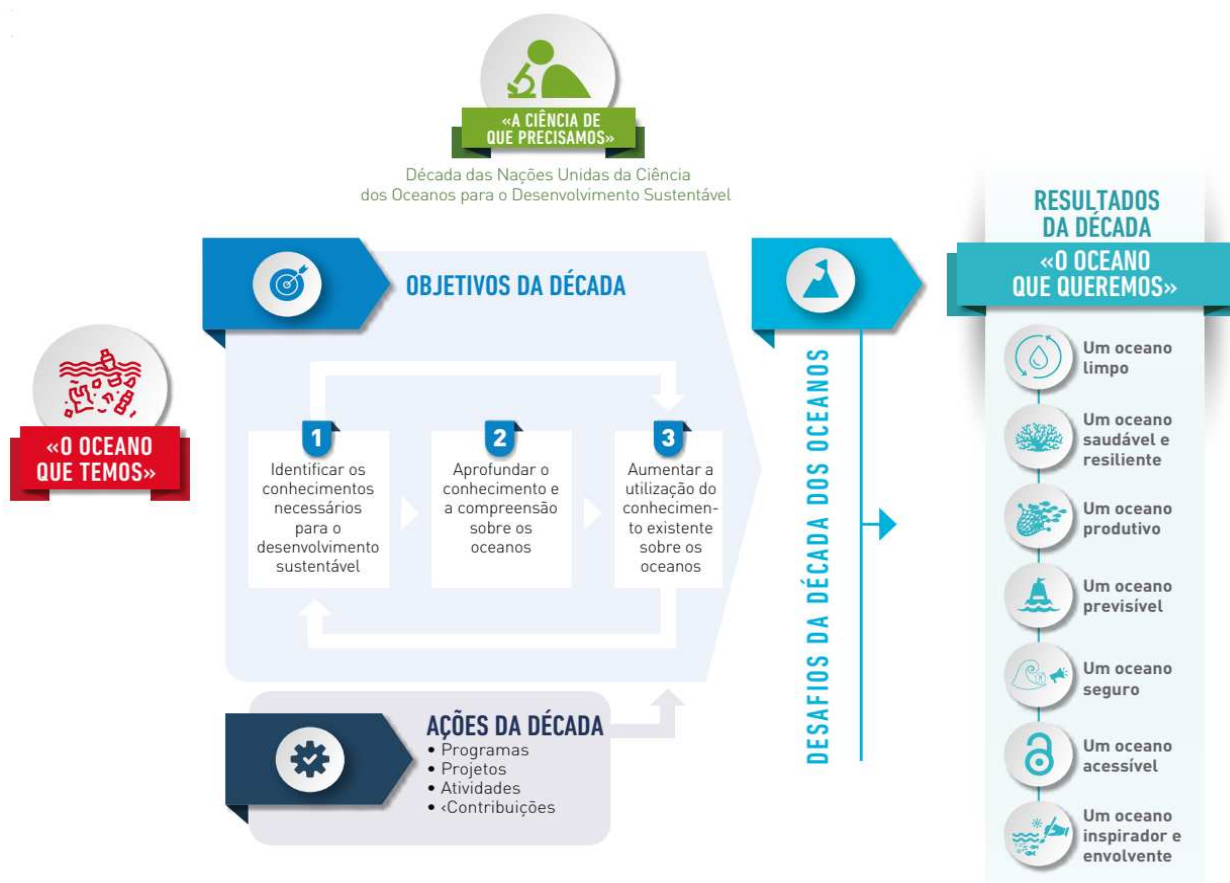 «A CIÊNCIA DE
QUE PRECISAMOS»
Década das Nações Unidas da Ciência
dos Oceanos para o Desenvolvimento Sustentável
«O OCEANO
QUE TEMOS»
OBJETIVOS DA DÉCADA
1
Identificar os
conhecimentos
necessários
para o
desenvolvimento
sustentável
2
Aprofundar o
conhecimento e
a compreensão
sobre os
oceanos
3
Aumentar a
utilização do
conhecimen-
to existente
sobre os
oceanos
AÇÕES DA DÉCADA
• Programas
• Projetos
• Atividades
• ‹Contribuições
DESAFIOS DA DÉCADA DOS OCEANOS
RESULTADOS
DA DÉCADA
«O OCEANO
QUE QUEREMOS»
Um oceano
limpo
Um oceano
saudável e
resiliente
Um oceano
produtivo
Um oceano
previsível
Um oceano
seguro
Um oceano
acessível
Um oceano
inspirador e
envolvente